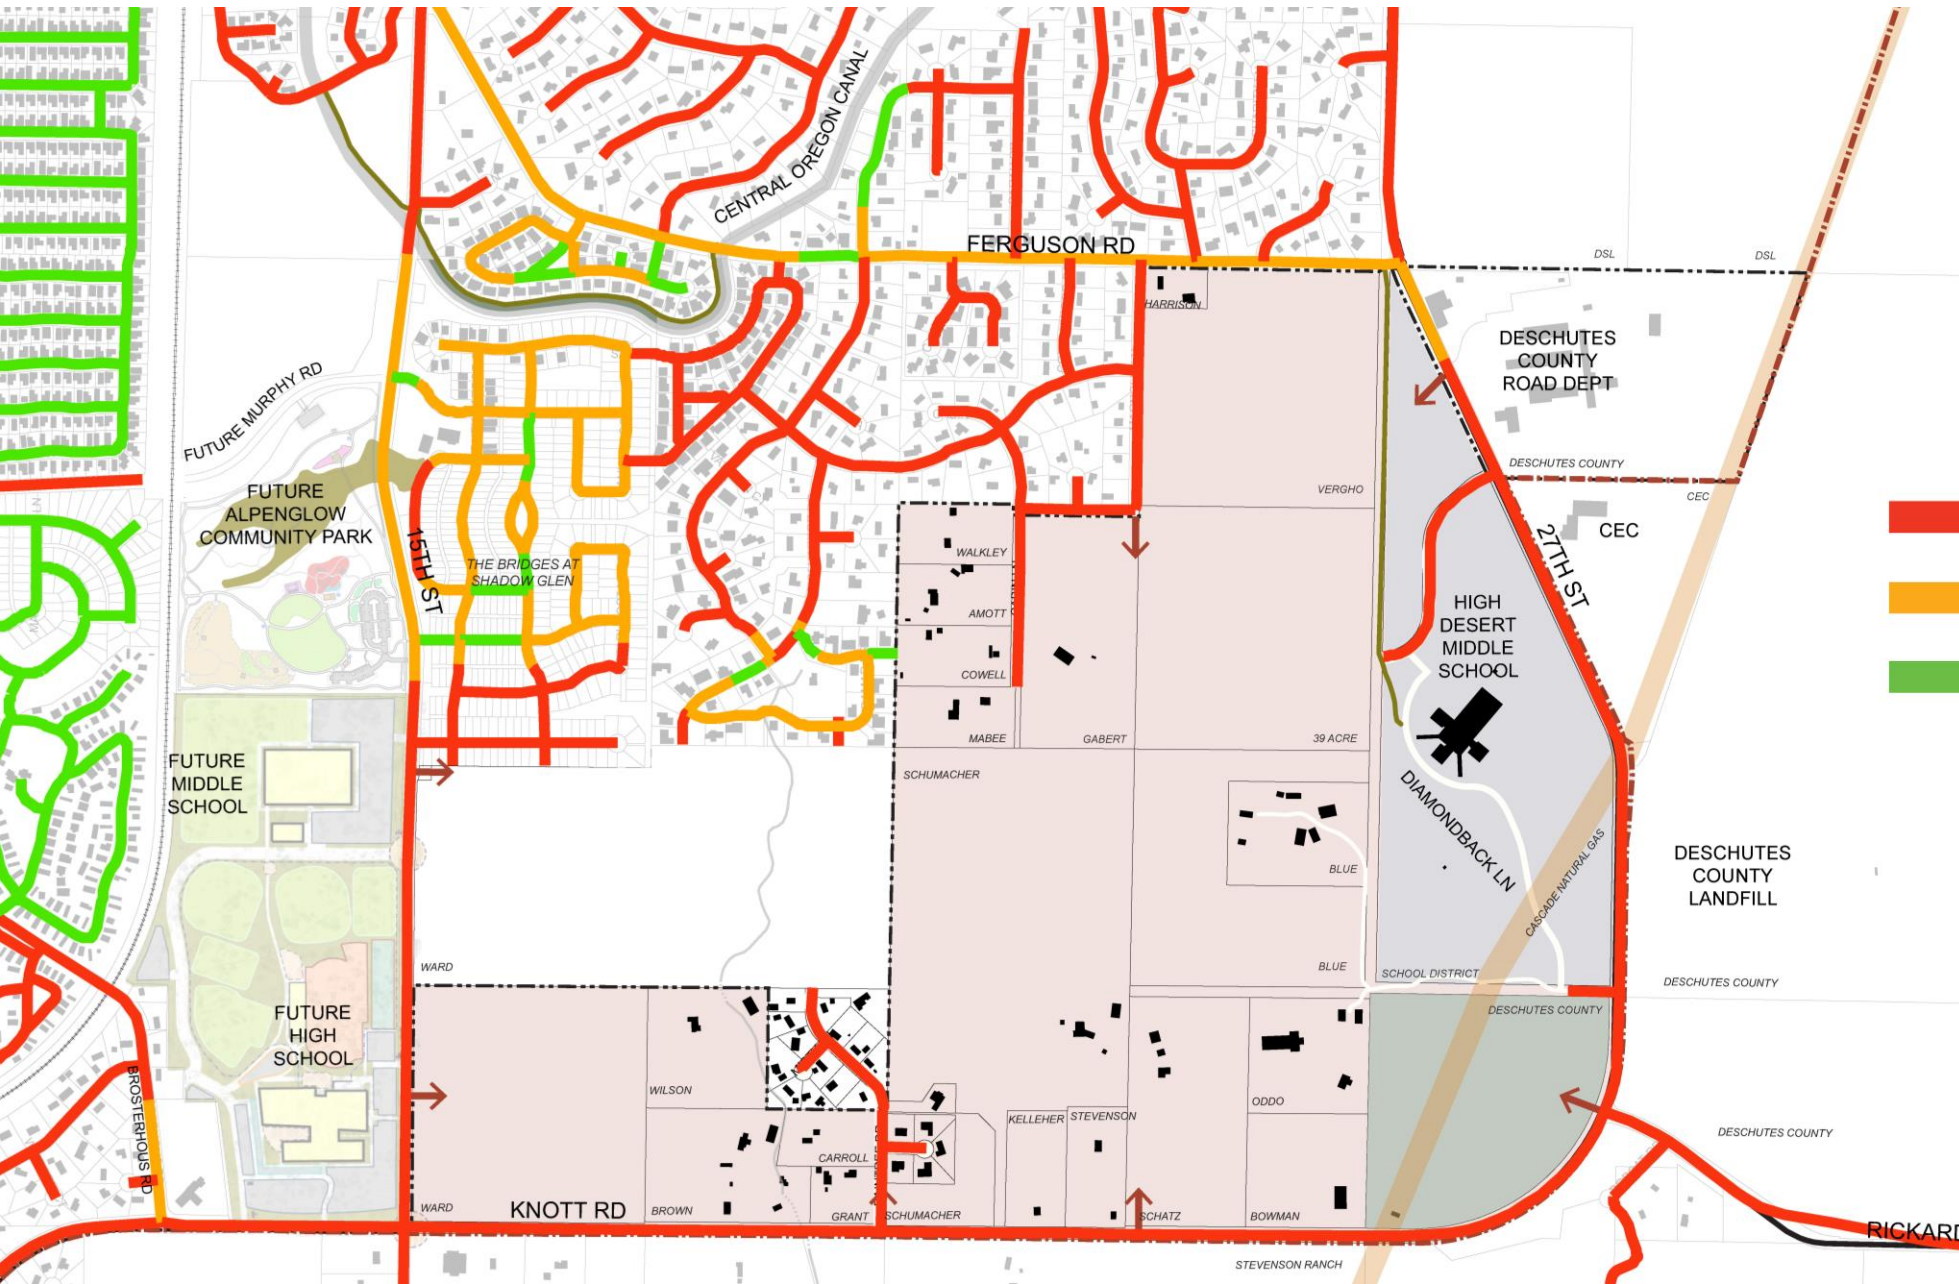 CENTRAL OREGON CANAL
FERGUSON RD
DSL
DSL
HARRISON
DESCHUTES
COUNTY
ROAD DEPT
FUTURE MURPHY RD
DESCHUTES COUNTY
VERGHO
CEC
CEC
FUTURE
ALPENGLOW
COMMUNITY PARK
15TH ST
THE BRIDGES AT
SHADOW GLEN
WALKLEY
27TH ST
AMOTT
HIGH
DESERT
MIDDLE
SCHOOL
COWELL
MABEE
GABERT
39 ACRE
FUTURE
MIDDLE
SCHOOL
SCHUMACHER
DIAMONDBACK LN
CASCADE NATURAL GAS
BLUE
DESCHUTES
COUNTY
LANDFILL
WARD
BLUE
SCHOOL DISTRICT
DESCHUTES COUNTY
DESCHUTES COUNTY
FUTURE
HIGH
SCHOOL
BROSTERHOUS RD
WILSON
ODDO
KELLEHER
STEVENSON
DESCHUTES COUNTY
CARROLL
WARD
KNOTT RD
BROWN
GRANT
SCHUMACHER
SCHATZ
BOWMAN
RICKARD
STEVENSON RANCH